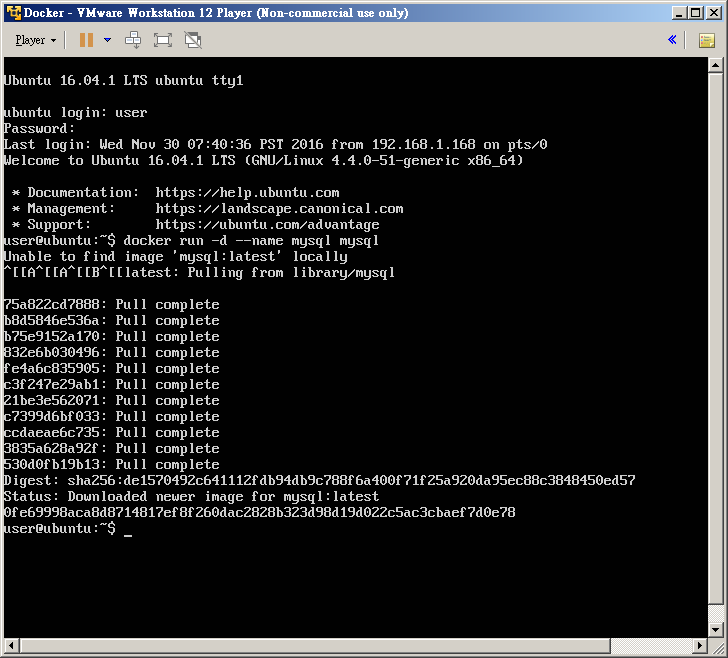 Docker - VMware Workstation 12 Player (Non-commercial use only)
Player
Ubuntu 16.04.1 LTS ubuntu tty1
ubuntu login: user
Password:
Last login: Wed Nov 30 07:40:36 PST 2016 from 192.168.1.168 on pts/0
Welcome to Ubuntu 16.04.1 LTS (GNU/Linux 4.4.0-51-generic x86_64)
* Documentation:  https://help.ubuntu.com
* Management:     https://landscape.canonical.com
* Support:        https://ubuntu.com/advantage
user@ubuntu:~$ docker run -d --name mysql mysql
Unable to find image 'mysql:latest' locally
^[[A^[[A^[[B^[[latest: Pulling from library/mysql
75a822cd7888: Pull complete
b8d5846e536a: Pull complete
b75e9152a170: Pull complete
832e6b030496: Pull complete
fe4a6c835905: Pull complete
c3f247e29ab1: Pull complete
21be3e562071: Pull complete
c7399d6bf033: Pull complete
ccdaeae6c735: Pull complete
3835a628a92f: Pull complete
530d0fb19b13: Pull complete
Digest: sha256:de1570492c641112fdb94db9c788f6a400f71f25a920da95ec88c3848450ed57
Status: Downloaded newer image for mysql:latest
0fe69998aca8d8714817ef8f260dac2828b323d98d19d022c5ac3cbaef7d0e78
user@ubuntu:~$ _